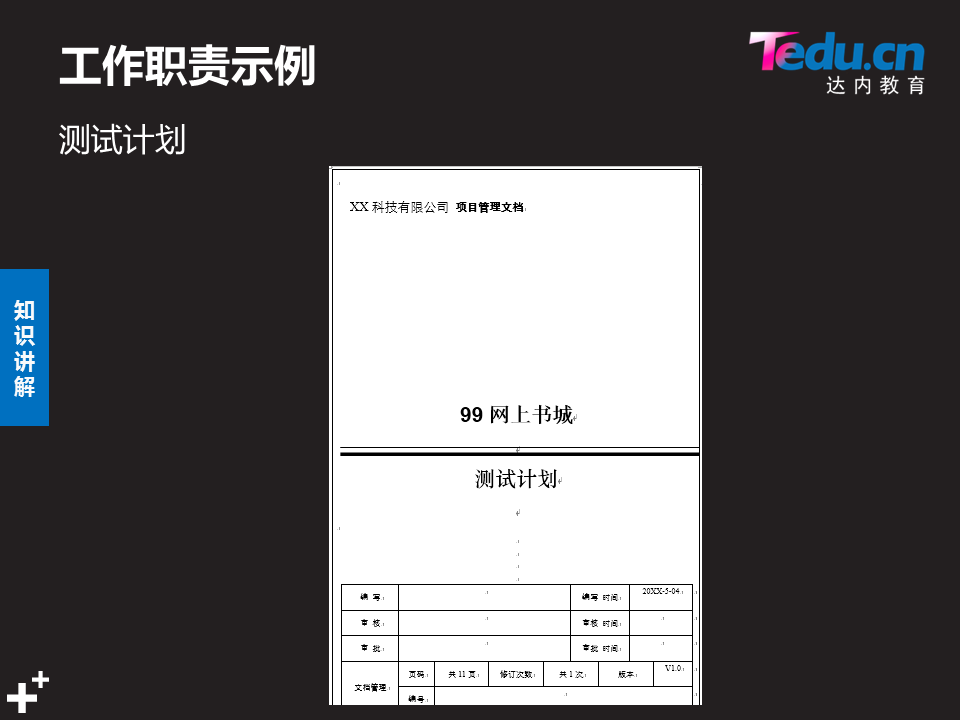 工作职责示例
Tedu.cn
达内教育
测试计划
知识讲解
XX 科技有限公司 项目管理文档
99 网上书城
测试计划
编 写: 编写 时间: 20XX-5-04
审 核: 审核 时间:
审 批: 审批 时间:
文档管理: 页码: 共 11 页 修订次数: 共 1 次 版本: V1.0
编号: